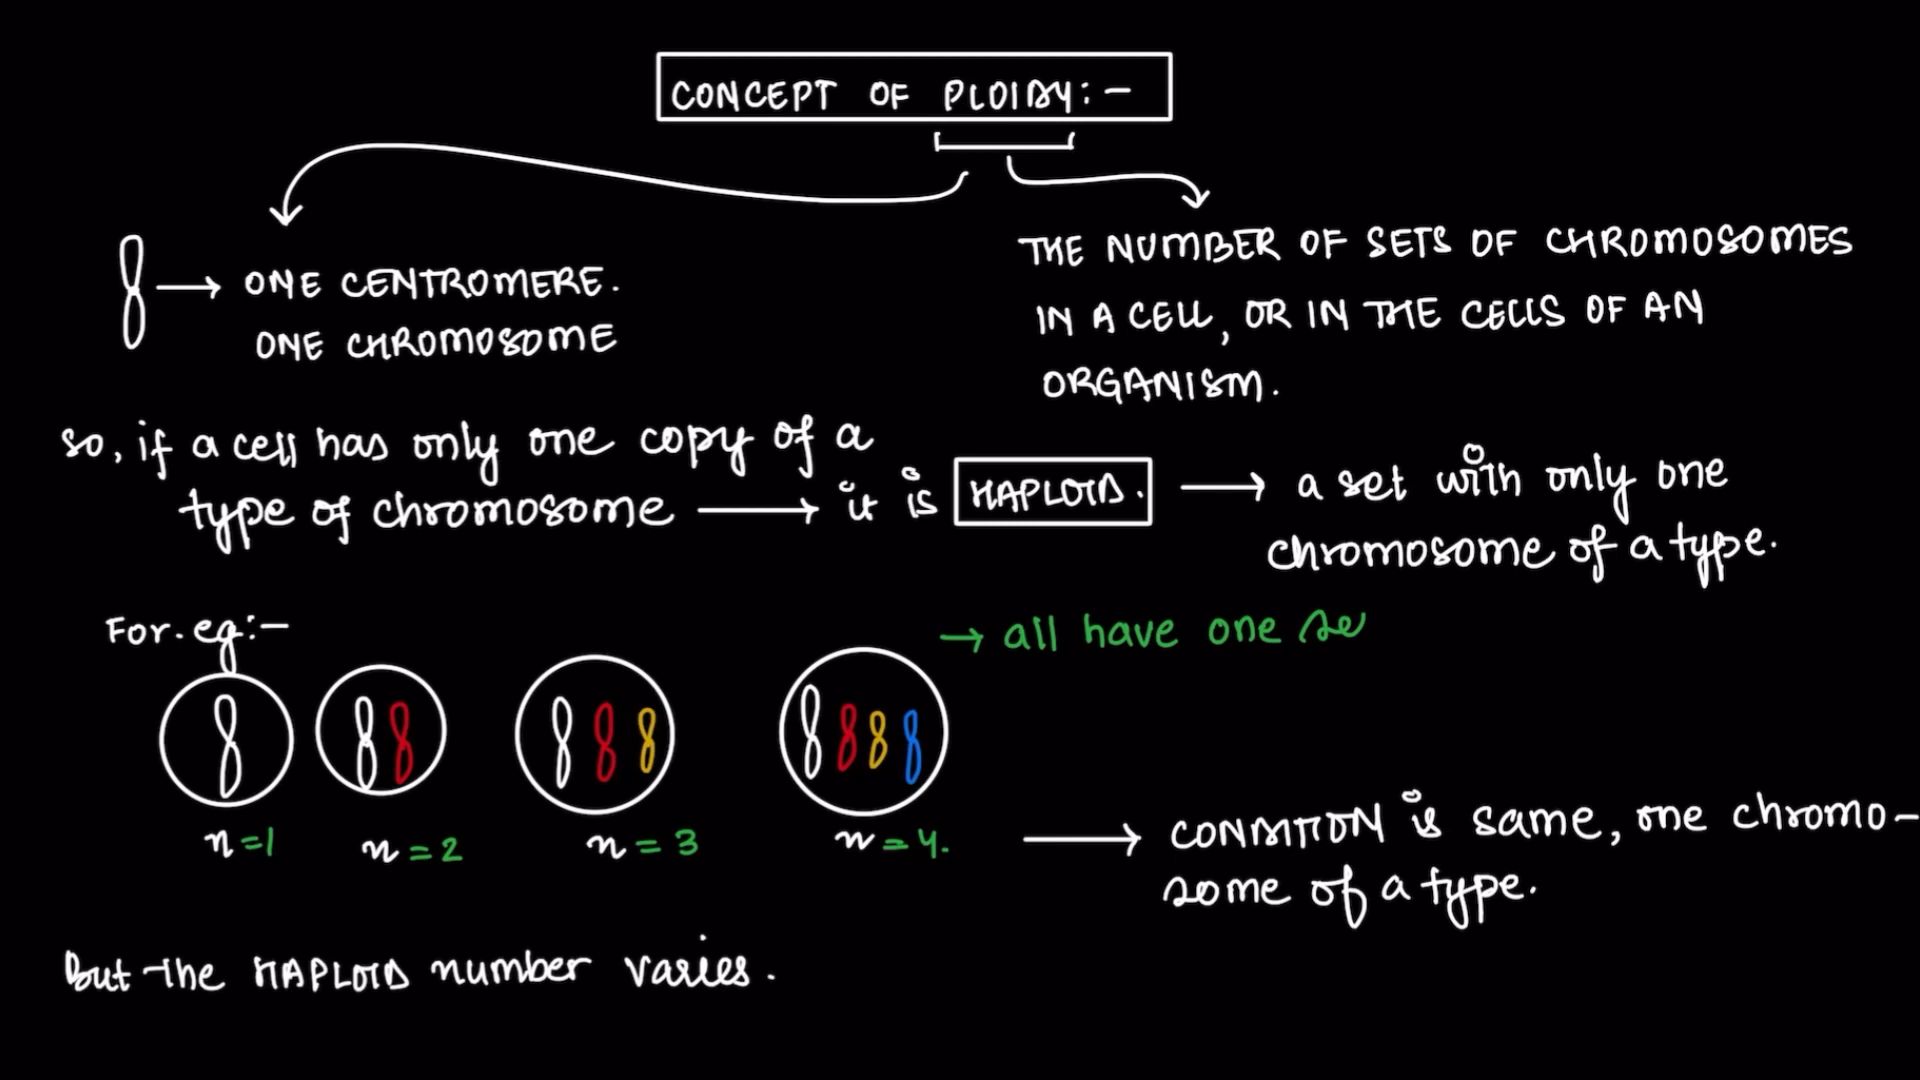 CONCEPT OF PLOIDY:-
ONE CENTROMERE.
ONE CHROMOSOME
THE NUMBER OF SETS OF CHROMOSOMES
IN A CELL, OR IN THE CELLS OF AN
ORGANISM.
so, if a cell has only one copy of a
type of chromosome → it is HAPLOID. → a set with only one
chromosome of a type.
For. eg:-
→ all have one se
n=1
n=2
n=3
n=4.
→ CONDITION is same, one chromo-
some of a type.
But the HAPLOID number varies.